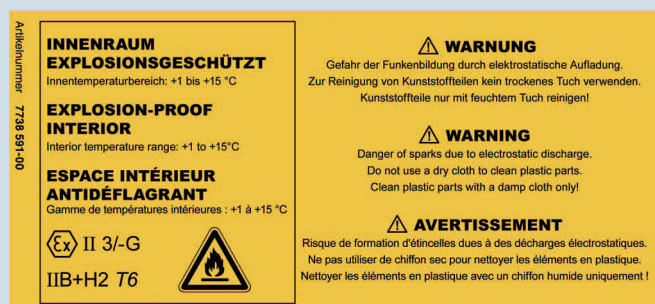 Artikelnummer 7738 591-00
INNENRAUM
EXPLOSIONSGESCHÜTZT
Innentemperaturbereich: +1 bis +15 °C
EXPLOSION-PROOF
INTERIOR
Interior temperature range: +1 to +15°C
ESPACE INTÉRIEUR
ANTIDÉFLAGRANT
Gamme de températures intérieures : +1 à +15 °C
Ex II 3/-G
IIB+H2 T6
WARNUNG
Gefahr der Funkenbildung durch elektrostatische Aufladung.
Zur Reinigung von Kunststoffteilen kein trockenes Tuch verwenden.
Kunststoffteile nur mit feuchtem Tuch reinigen!
WARNING
Danger of sparks due to electrostatic discharge.
Do not use a dry cloth to clean plastic parts.
Clean plastic parts with a damp cloth only!
AVERTISSEMENT
Risque de formation d'étincelles dues à des décharges électrostatiques.
Ne pas utiliser de chiffon sec pour nettoyer les éléments en plastique.
Nettoyer les éléments en plastique avec un chiffon humide uniquement !